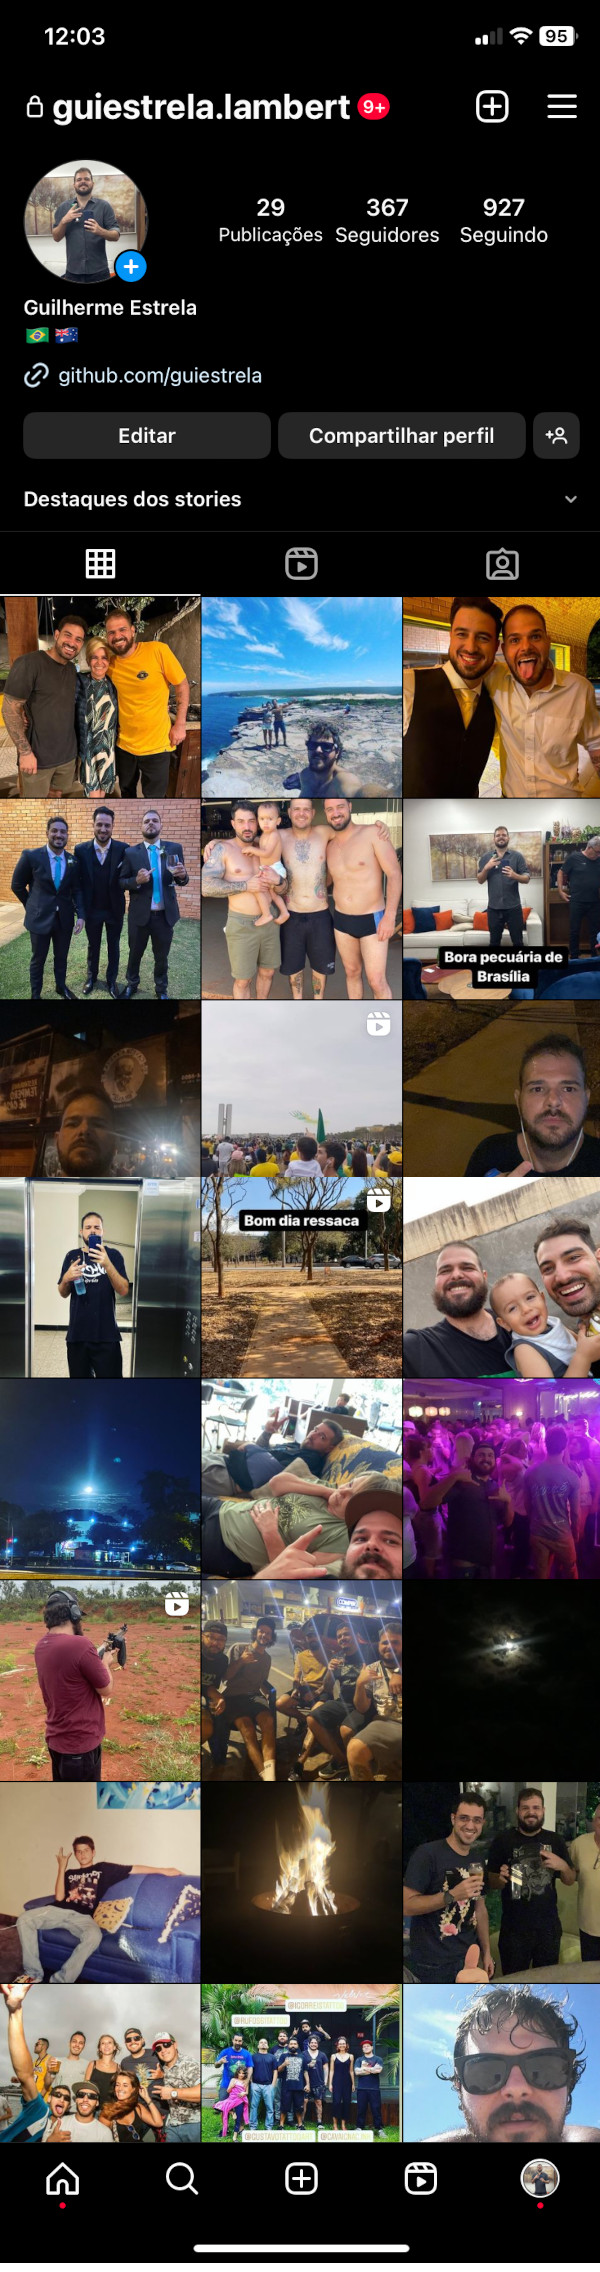 12:03
95
guiestrela.lambert 9+
29 367 927
Publicações Seguidores Seguindo
Guilherme Estrela
🇧🇷 🇦🇺
github.com/guiestrela
Editar Compartilhar perfil
Destaques dos stories
Bora pecuária de
Brasília
Bom dia ressaca